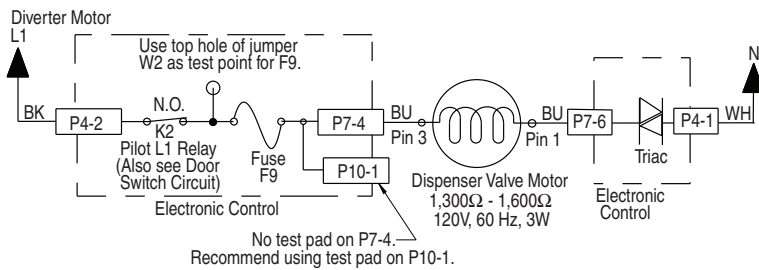 Diverter Motor
L1
BK
P4-2
N.O.
K2
Pilot L1 Relay
(Also see Door
Switch Circuit)
Use top hole of jumper
W2 as test point for F9.
Fuse
F9
P7-4
P10-1
Electronic Control
No test pad on P7-4.
Recommend using test pad on P10-1.
BU
Pin 3
Dispenser Valve Motor
1,300Ω - 1,600Ω
120V, 60 Hz, 3W
BU
Pin 1
P7-6
Triac
P4-1
Electronic
Control
WH
N